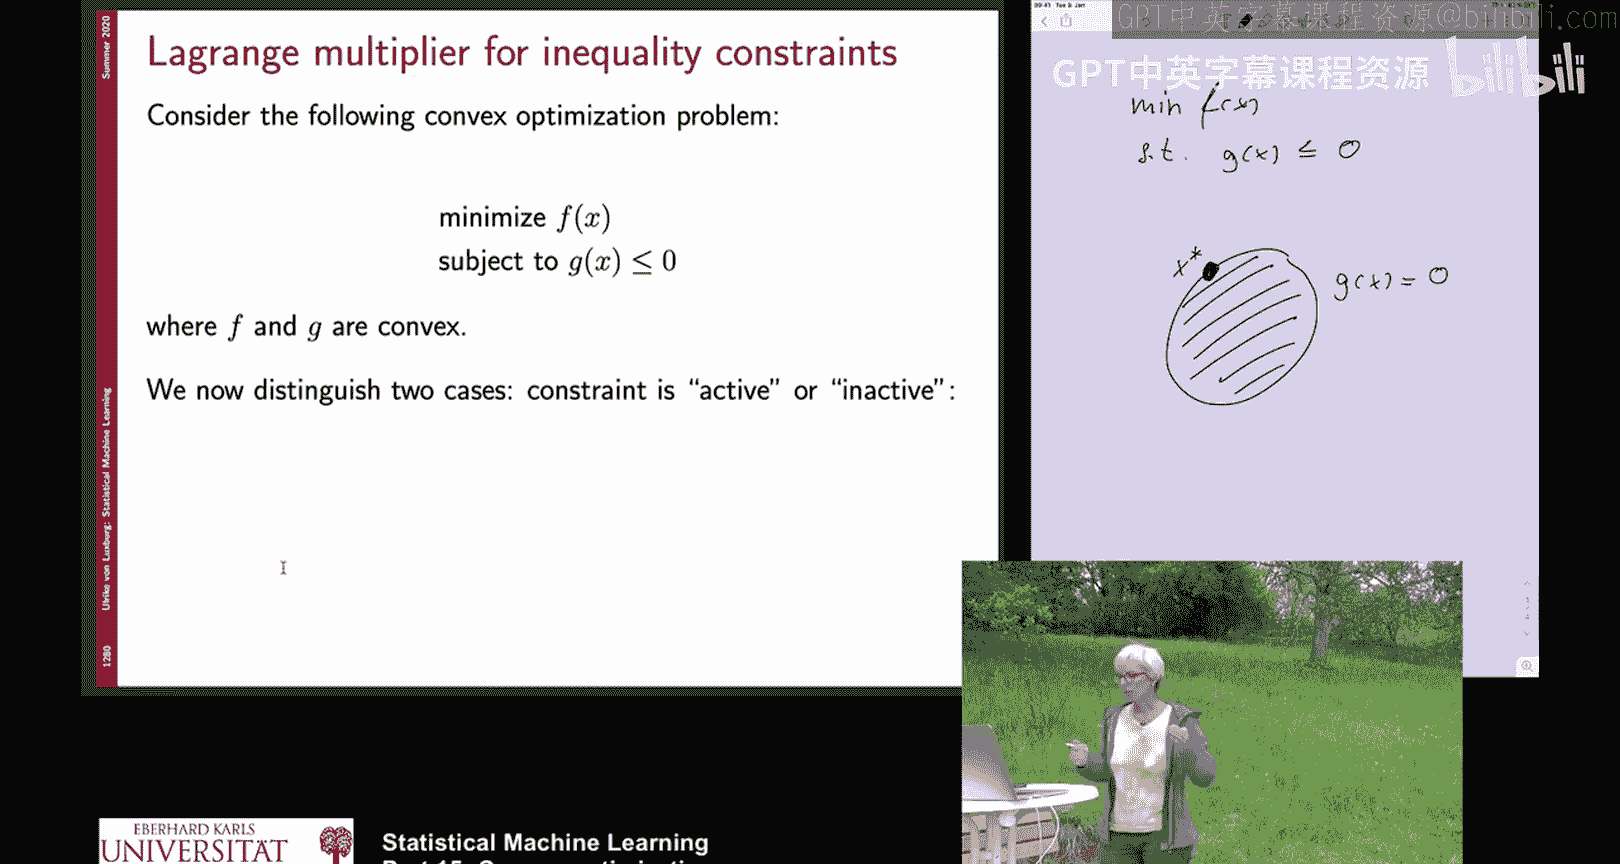 Summer 2020
Lagrange multiplier for inequality constraints
Consider the following convex optimization problem:
minimize f(x)
subject to g(x) ≤ 0
where f and g are convex.
We now distinguish two cases: constraint is “active” or “inactive”:
Ulrike von Luxburg: Statistical Machine Learning
1280
GPT中英字幕课程资源@bilibili.com
GPT中英字幕课程资源 bilibili
min f(x)
s.t. g(x) ≤ 0
x*
g(x) = 0
EBERHARD KARLS
UNIVERSITÄT
Statistical Machine Learning